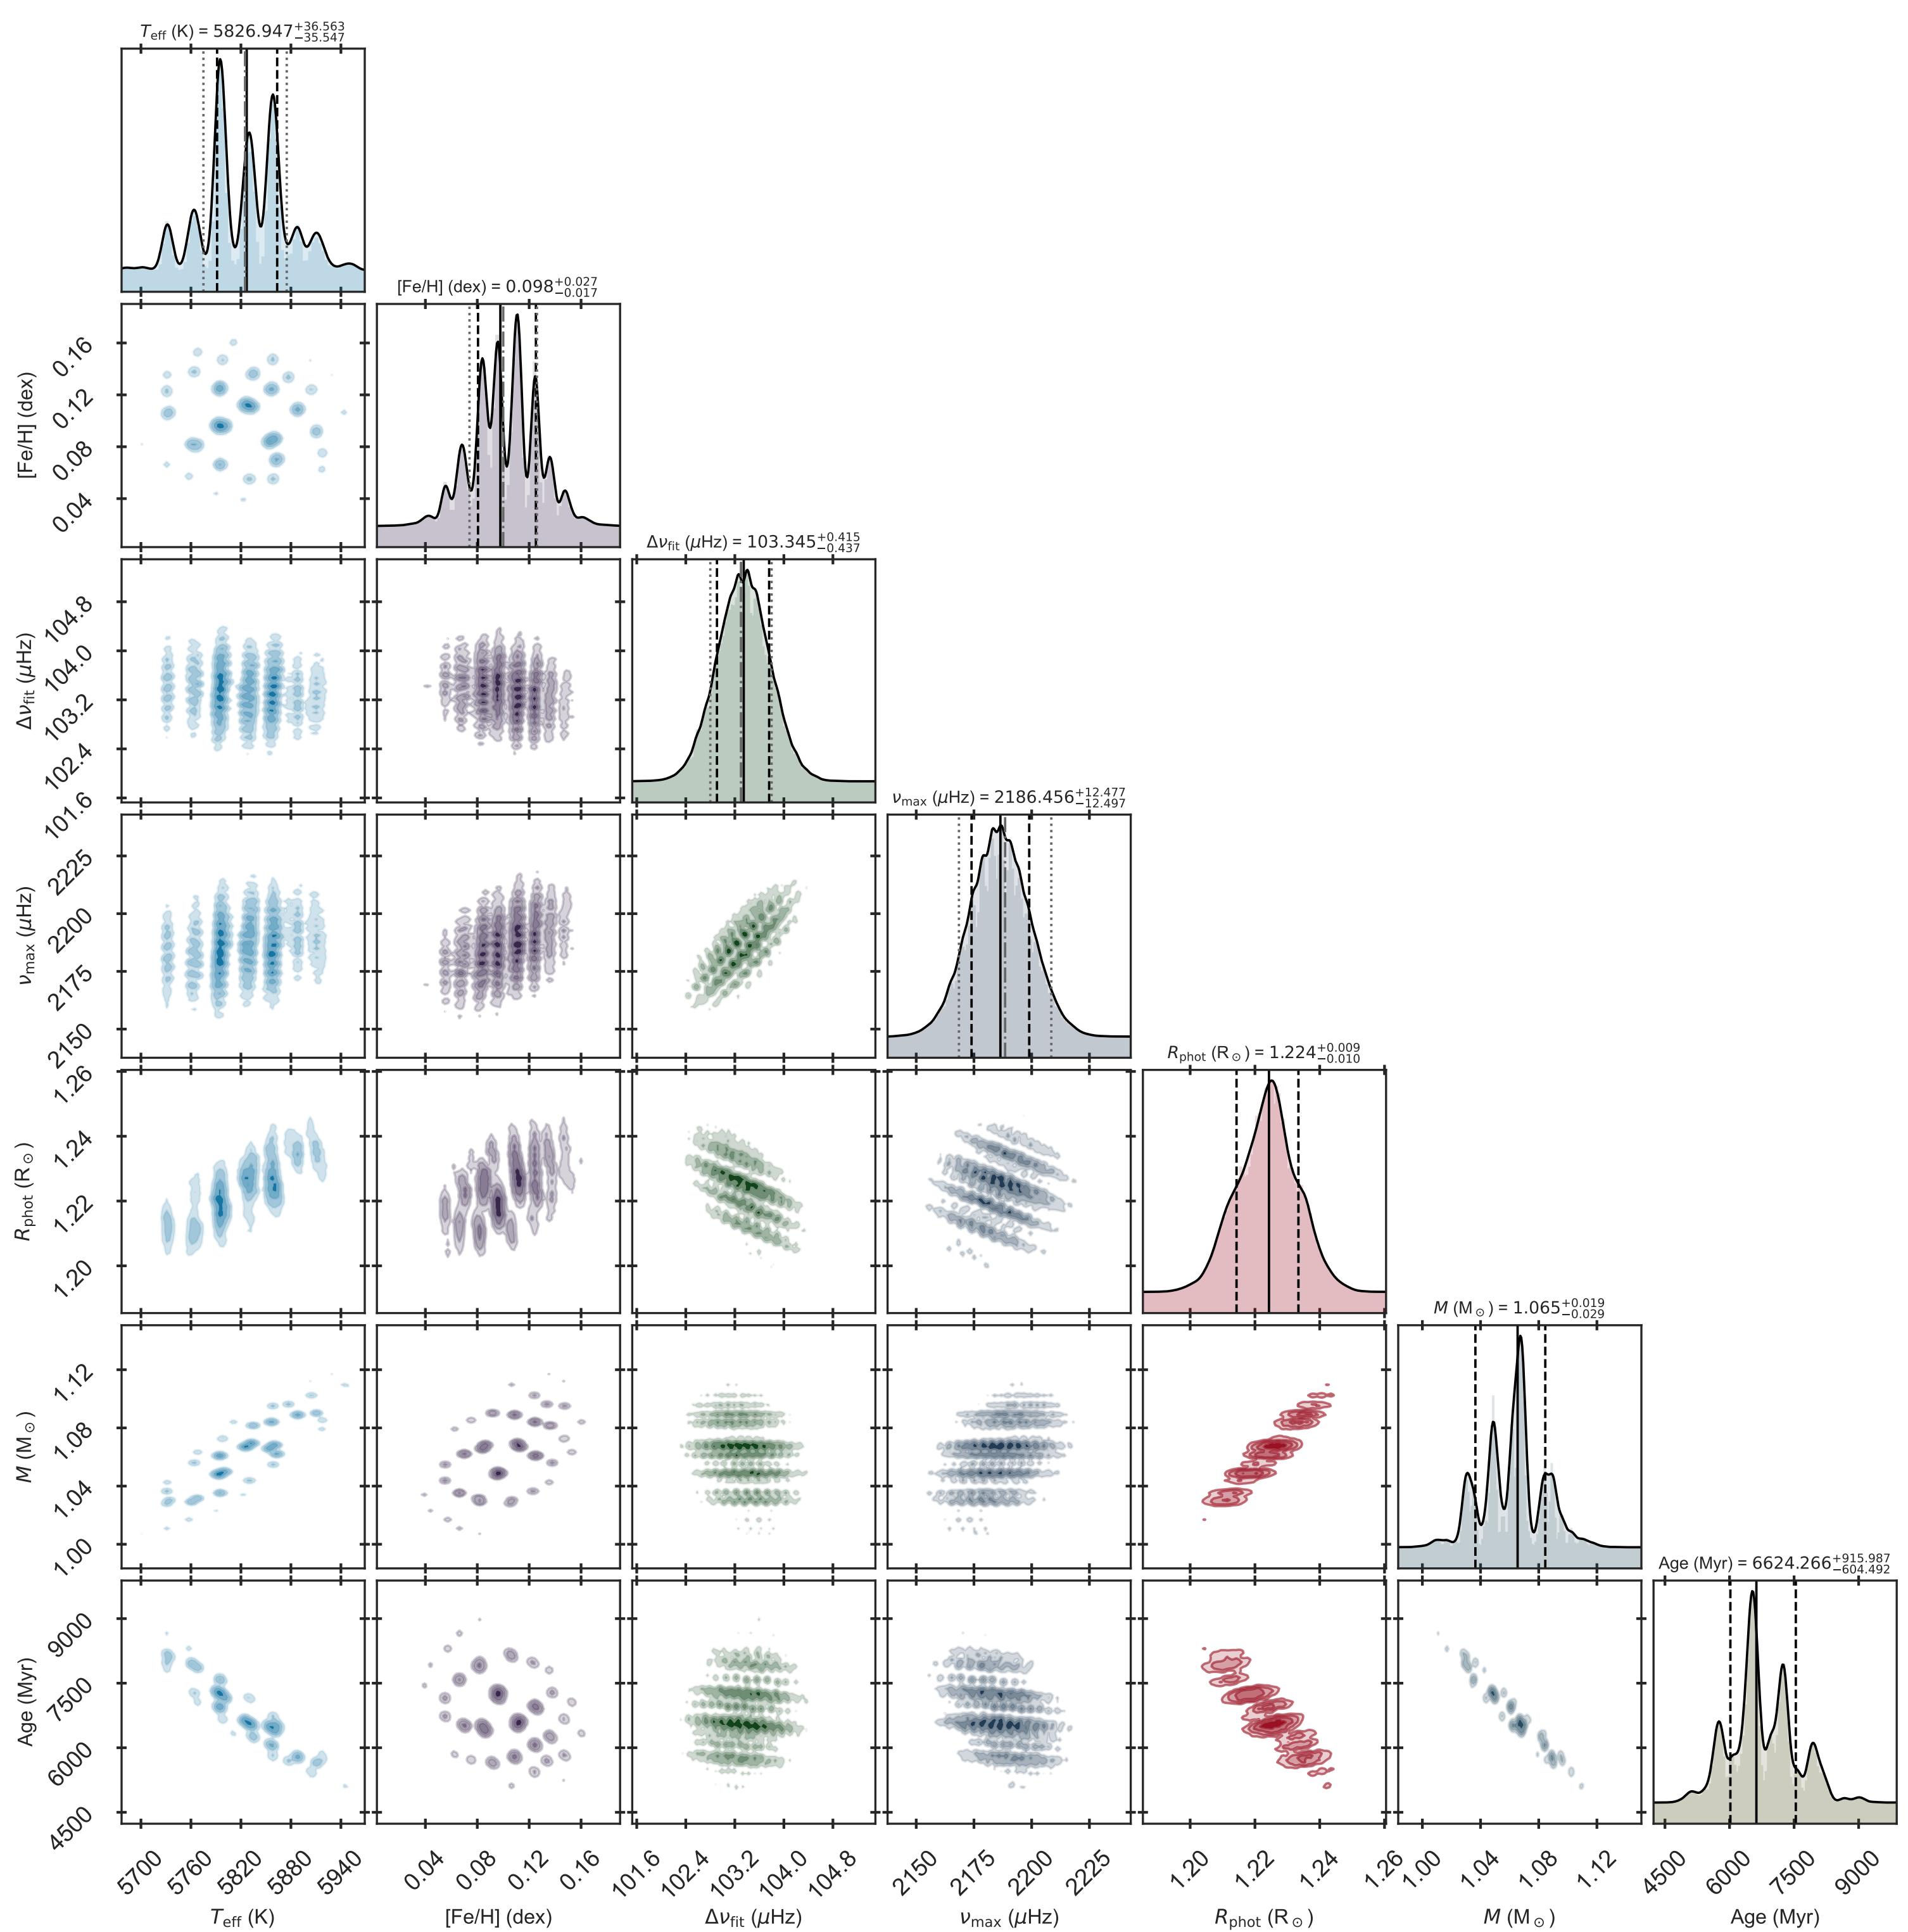 T_eff (K) = 5826.947^{+36.563}_{−35.547}
[Fe/H] (dex) = 0.098^{+0.027}_{−0.017}
0.16
0.12
0.08
0.04
[Fe/H] (dex)
Δν_fit (μHz) = 103.345^{+0.415}_{−0.437}
104.8
104.0
103.2
102.4
101.6
Δν_fit (μHz)
ν_max (μHz) = 2186.456^{+12.477}_{−12.497}
2225
2200
2175
2150
ν_max (μHz)
R_phot (R⊙) = 1.224^{+0.009}_{−0.010}
1.26
1.24
1.22
1.20
R_phot (R⊙)
M (M⊙) = 1.065^{+0.019}_{−0.029}
1.12
1.08
1.04
1.00
M (M⊙)
Age (Myr) = 6624.266^{+915.987}_{−604.492}
9000
7500
6000
4500
Age (Myr)
5700 5760 5820 5880 5940 0.04 0.08 0.12 0.16 101.6 102.4 103.2 104.0 104.8 2150 2175 2200 2225 1.20 1.22 1.24 1.26 1.00 1.04 1.08 1.12 4500 6000 7500 9000
T_eff (K) [Fe/H] (dex) Δν_fit (μHz) ν_max (μHz) R_phot (R⊙) M (M⊙) Age (Myr)